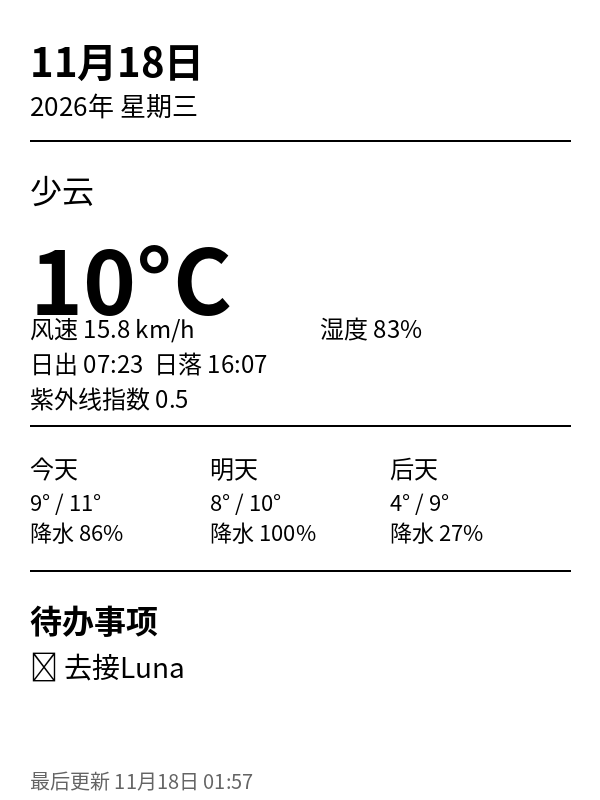 11月18日
2026年 星期三
少云
10°C
风速 15.8 km/h 湿度 83%
日出 07:23 日落 16:07
紫外线指数 0.5
今天 明天 后天
9° / 11° 8° / 10° 4° / 9°
降水 86% 降水 100% 降水 27%
待办事项
去接Luna
最后更新 11月18日 01:57